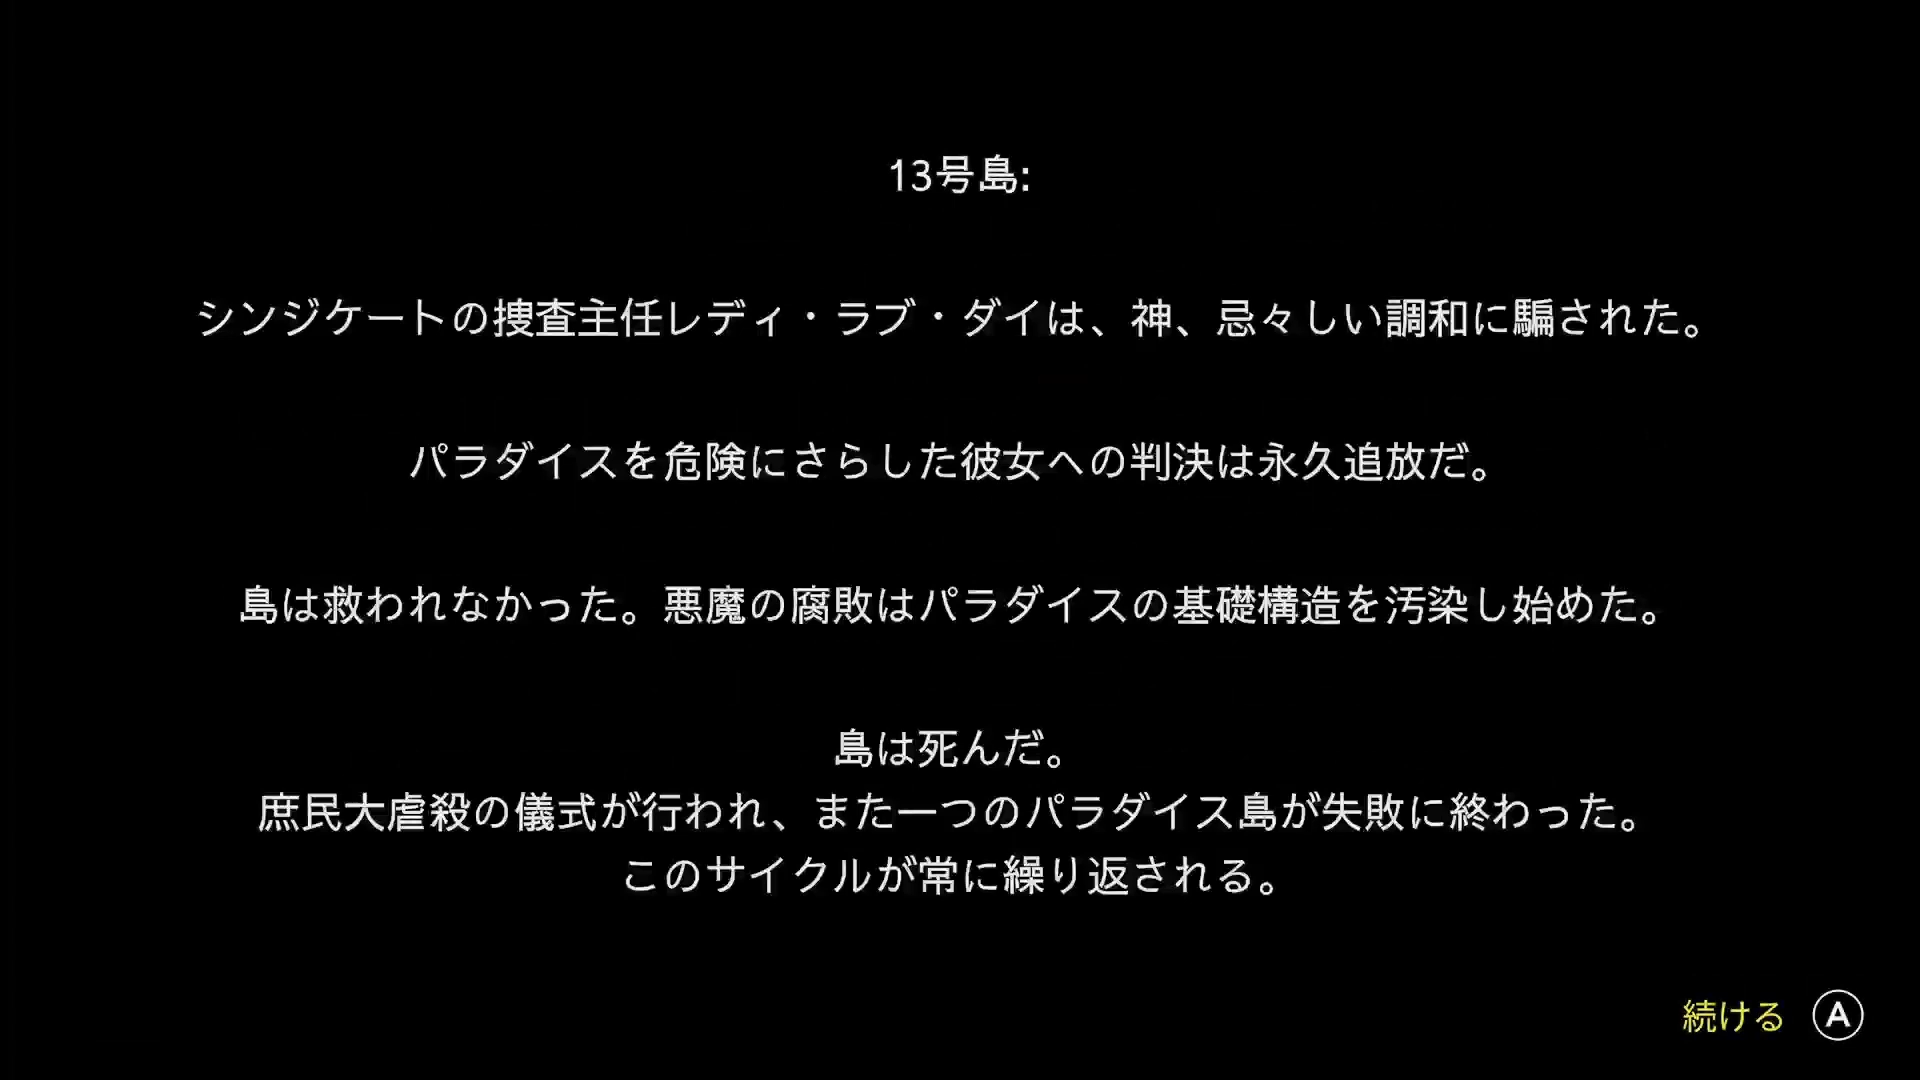 13号島:
シンジケートの捜査主任レディ・ラブ・ダイは、神、忌々しい調和に騙された。
パラダイスを危険にさらした彼女への判決は永久追放だ。
島は救われなかった。悪魔の腐敗はパラダイスの基礎構造を汚染し始めた。
島は死んだ。
庶民大虐殺の儀式が行われ、また一つのパラダイス島が失敗に終わった。
このサイクルが常に繰り返される。
続ける A